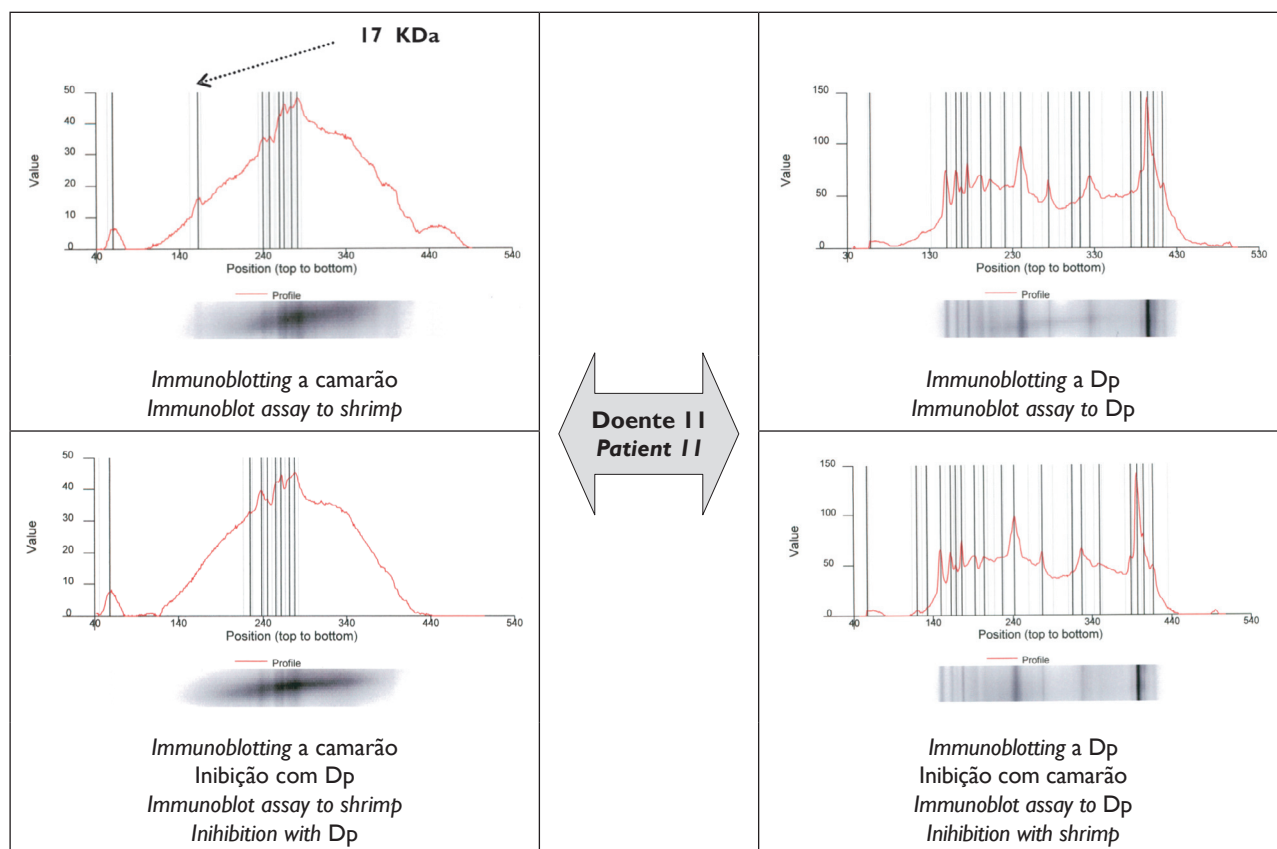 17 KDa
50
40
30
20
10
0
Value
40 140 240 340 440 540
Position (top to bottom)
Profile
Immunoblotting a camarão
Immunoblot assay to shrimp
150
100
50
0
Value
30 130 230 330 430 530
Position (top to bottom)
Profile
Immunoblotting a Dp
Immunoblot assay to Dp
Doente 11
Patient 11
50
40
30
20
10
0
Value
40 140 240 340 440 540
Position (top to bottom)
Profile
Immunoblotting a camarão
Inibição com Dp
Immunoblot assay to shrimp
Inihibition with Dp
150
100
50
0
Value
40 140 240 340 440 540
Position (top to bottom)
Profile
Immunoblotting a Dp
Inibição com camarão
Immunoblot assay to Dp
Inihibition with shrimp